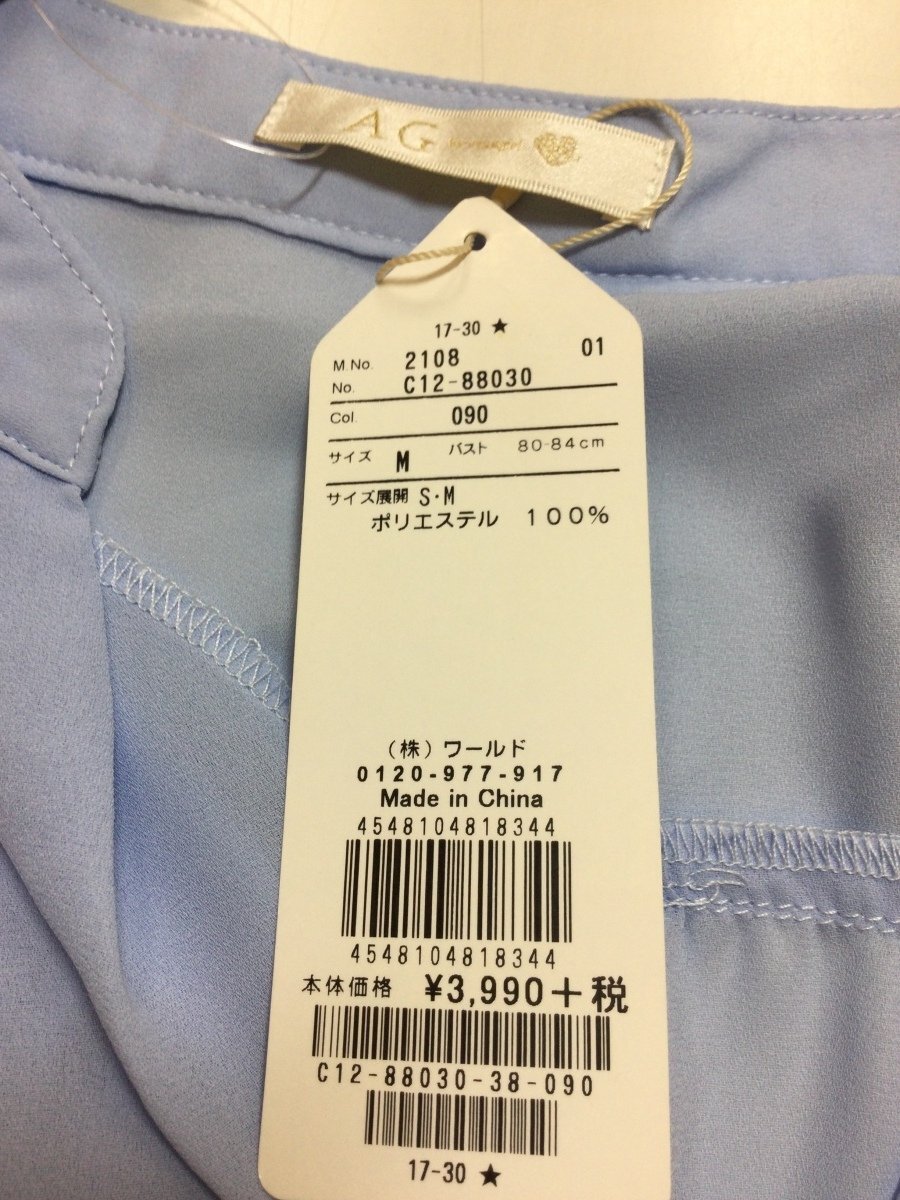 AG
17-30 ★
M.No. 2108 01
No. C12-88030
Col. 090
サイズ M バスト 80-84cm
サイズ展開 S・M
ポリエステル 100%
(株)ワールド
0120-977-917
Made in China
4548104818344
4548104818344
本体価格 ¥3,990+税
C12-88030-38-090
17-30 ★